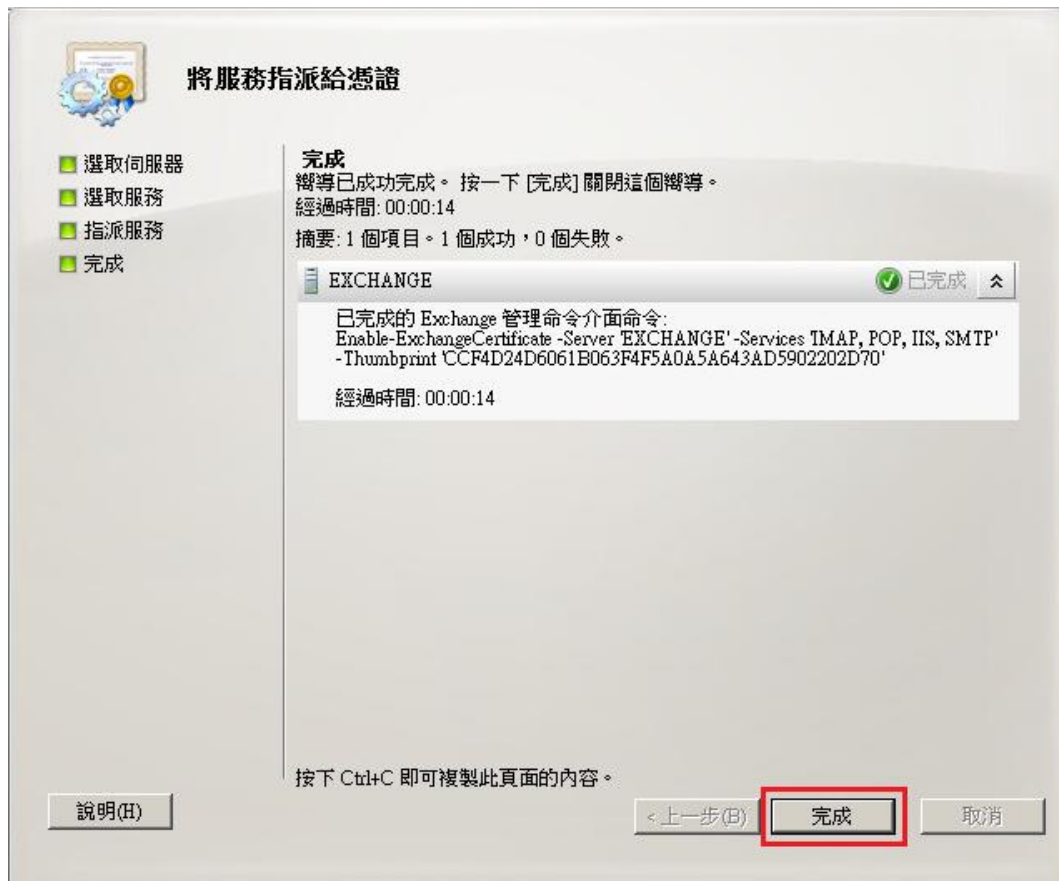 將服務指派給憑證
選取伺服器
選取服務
指派服務
完成
完成
嚮導已成功完成。 按一下 [完成] 關閉這個嚮導。
經過時間: 00:00:14
摘要: 1 個項目。1 個成功，0 個失敗。
EXCHANGE
已完成
已完成的 Exchange 管理命令介面命令:
Enable-ExchangeCertificate -Server 'EXCHANGE' -Services 'IMAP, POP, IIS, SMTP'
-Thumbprint 'CCF4D24D6061B063F4F5A0A5A643AD5902202D70'
經過時間: 00:00:14
按下 Ctrl+C 即可複製此頁面的內容。
說明(H)
< 上一步(B)
完成
取消